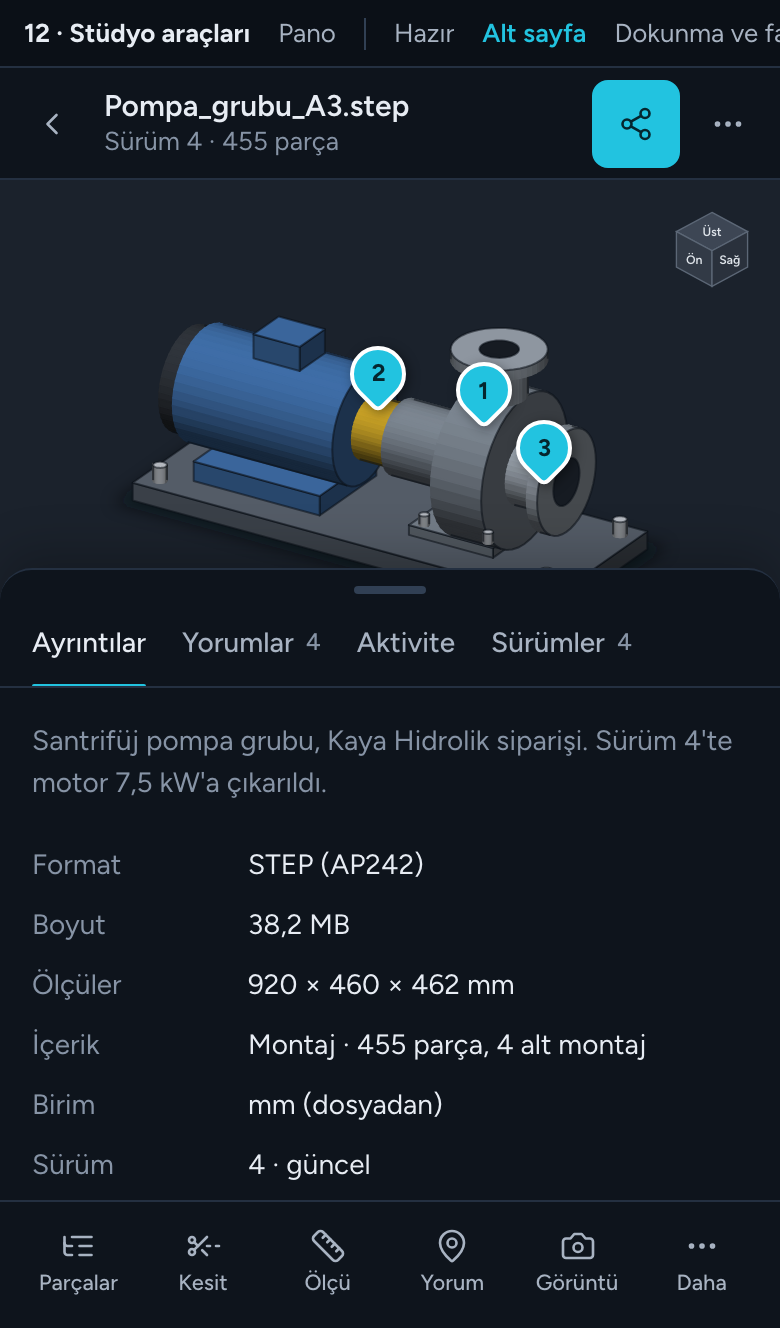 12 · Stüdyo araçları Pano Hazır Alt sayfa Dokunma ve fa
Pompa_grubu_A3.step
Sürüm 4 · 455 parça
Üst
Ön Sağ
2
1
3
Ayrıntılar Yorumlar 4 Aktivite Sürümler 4
Santrifüj pompa grubu, Kaya Hidrolik siparişi. Sürüm 4'te
motor 7,5 kW'a çıkarıldı.
Format STEP (AP242)
Boyut 38,2 MB
Ölçüler 920 × 460 × 462 mm
İçerik Montaj · 455 parça, 4 alt montaj
Birim mm (dosyadan)
Sürüm 4 · güncel
Parçalar Kesit Ölçü Yorum Görüntü Daha